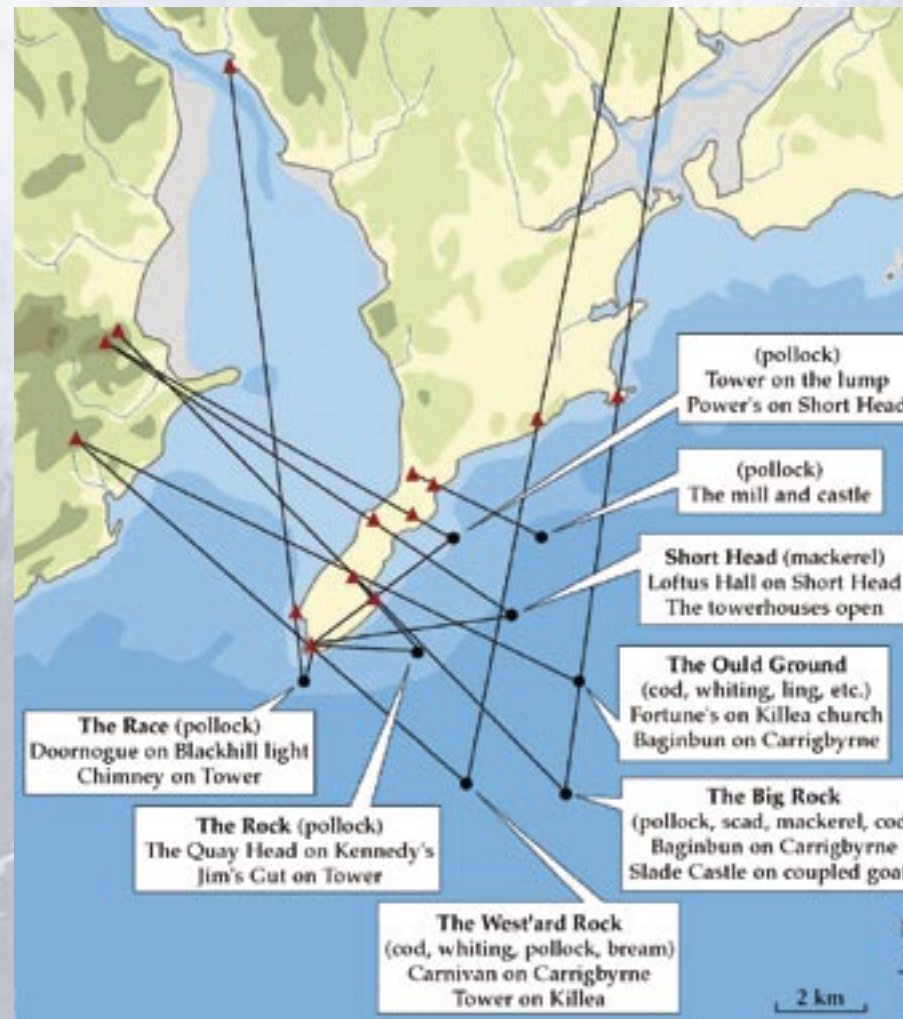 (pollock)
Tower on the lump
Power's on Short Head
(pollock)
The mill and castle
Short Head (mackerel)
Loftus Hall on Short Head
The towerhouses open
The Ould Ground
(cod, whiting, ling, etc.)
Fortune's on Killea church
Baginbun on Carrigbyrne
The Race (pollock)
Doornogue on Blackhill light
Chimney on Tower
The Big Rock
(pollock, scad, mackerel, cod
Baginbun on Carrigbyrne
Slade Castle on coupled goat
The Rock (pollock)
The Quay Head on Kennedy's
Jim's Gut on Tower
The West'ard Rock
(cod, whiting, pollock, bream)
Carnivan on Carrigbyrne
Tower on Killea
2 km